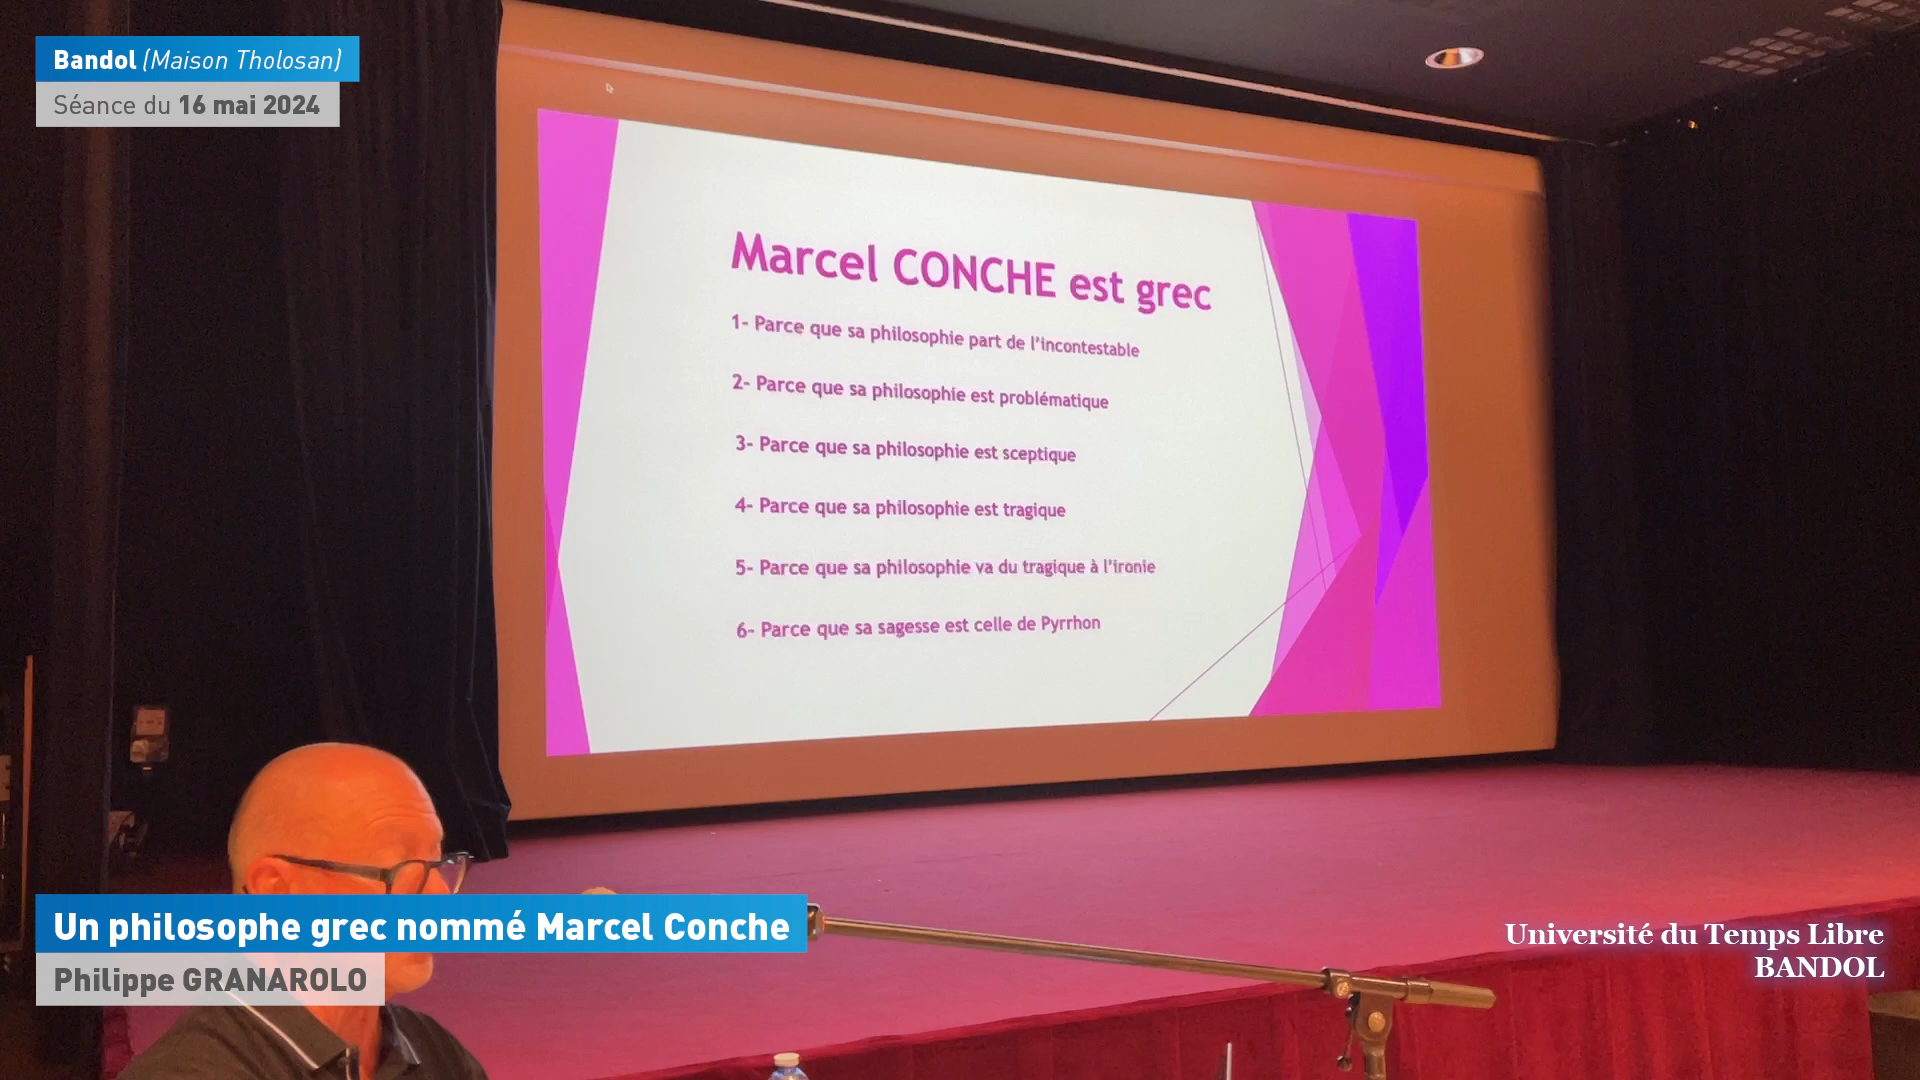 Bandol (Maison Tholosan)
Séance du 16 mai 2024
Marcel CONCHE est grec
1- Parce que sa philosophie part de l'incontestable
2- Parce que sa philosophie est problématique
3- Parce que sa philosophie est sceptique
4- Parce que sa philosophie est tragique
5- Parce que sa philosophie va du tragique à l'ironie
6- Parce que sa sagesse est celle de Pyrrhon
Un philosophe grec nommé Marcel Conche
Philippe GRANAROLO
Université du Temps Libre
BANDOL